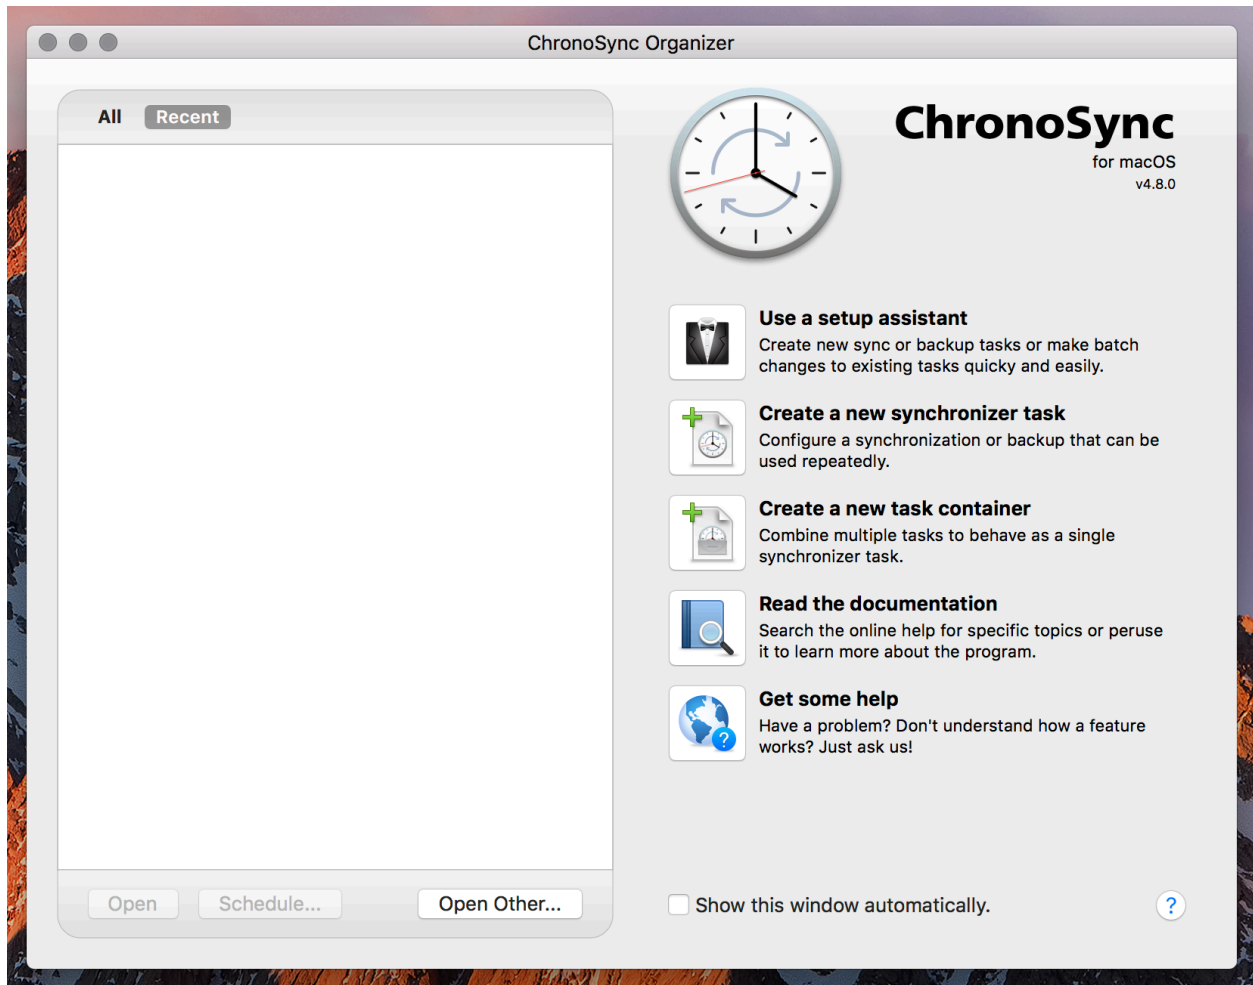 ChronoSync Organizer
All
Recent
ChronoSync
for macOS
v4.8.0
Use a setup assistant
Create new sync or backup tasks or make batch
changes to existing tasks quicky and easily.
Create a new synchronizer task
Configure a synchronization or backup that can be
used repeatedly.
Create a new task container
Combine multiple tasks to behave as a single
synchronizer task.
Read the documentation
Search the online help for specific topics or peruse
it to learn more about the program.
Get some help
Have a problem? Don't understand how a feature
works? Just ask us!
Open
Schedule...
Open Other...
Show this window automatically.
?